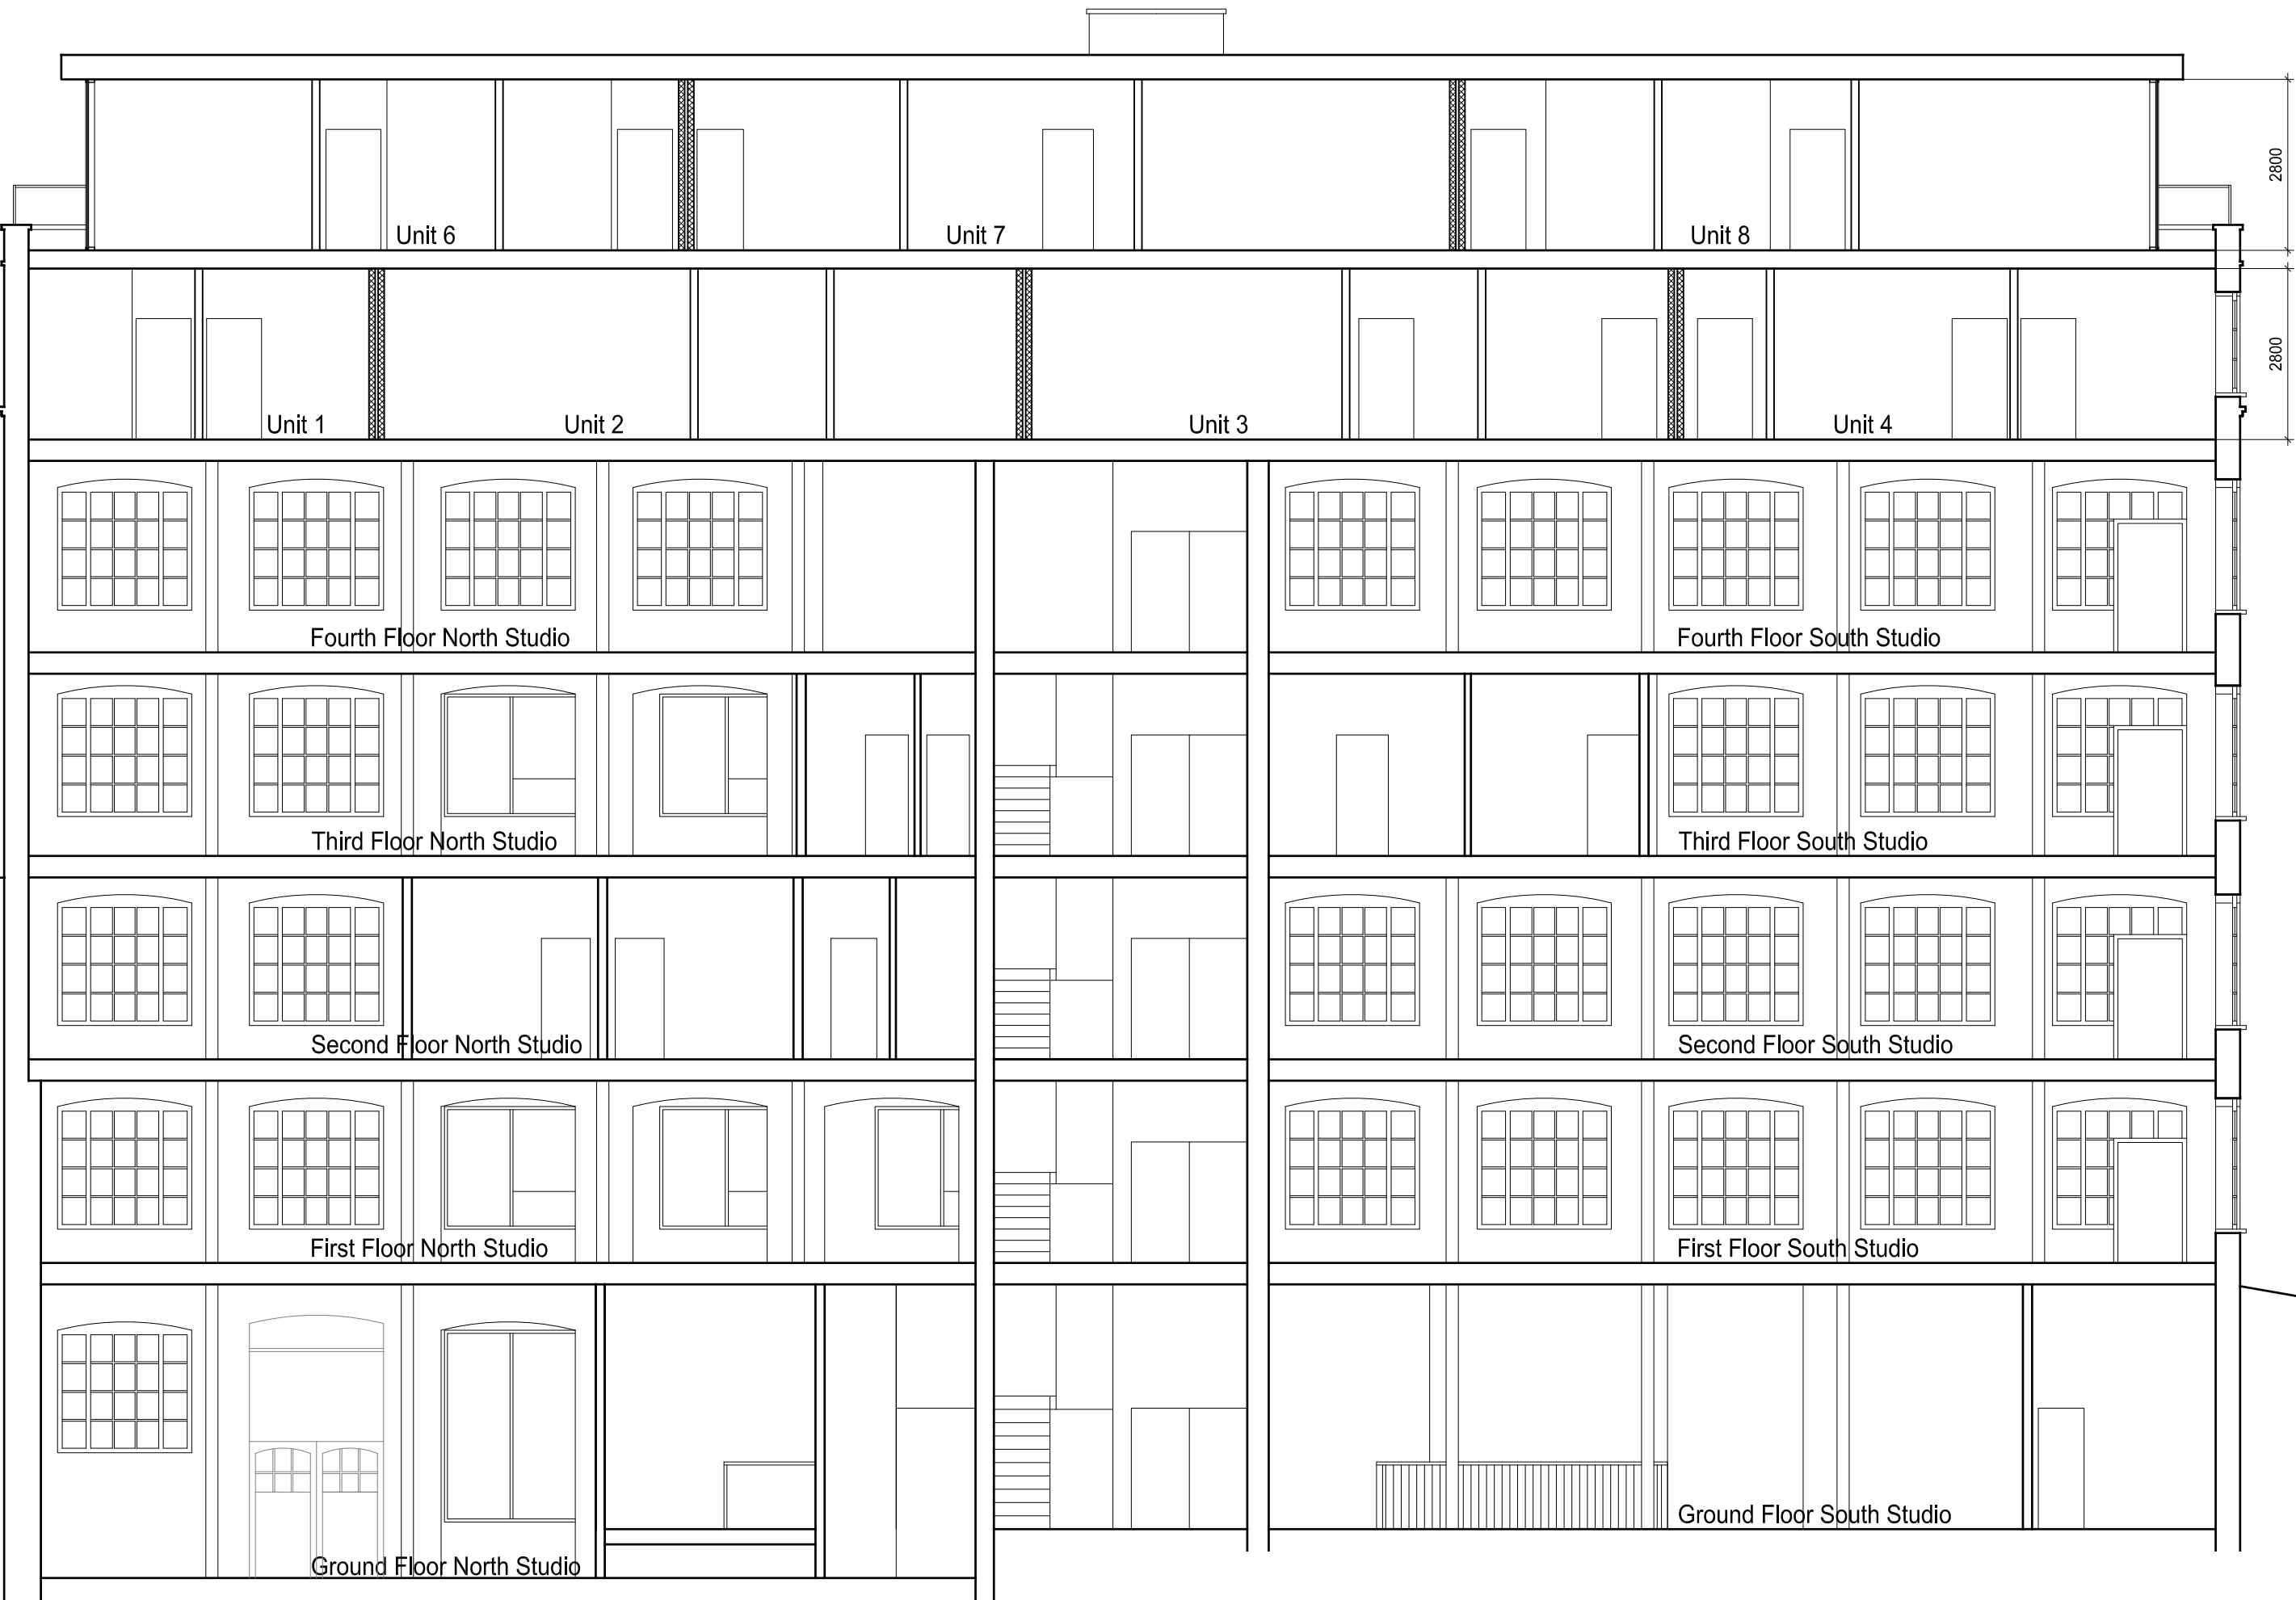 2800
Unit 6
Unit 7
Unit 8
2800
Unit 1
Unit 2
Unit 3
Unit 4
Fourth Floor North Studio
Fourth Floor South Studio
Third Floor North Studio
Third Floor South Studio
Second Floor North Studio
Second Floor South Studio
First Floor North Studio
First Floor South Studio
Ground Floor South Studio
Ground Floor North Studio